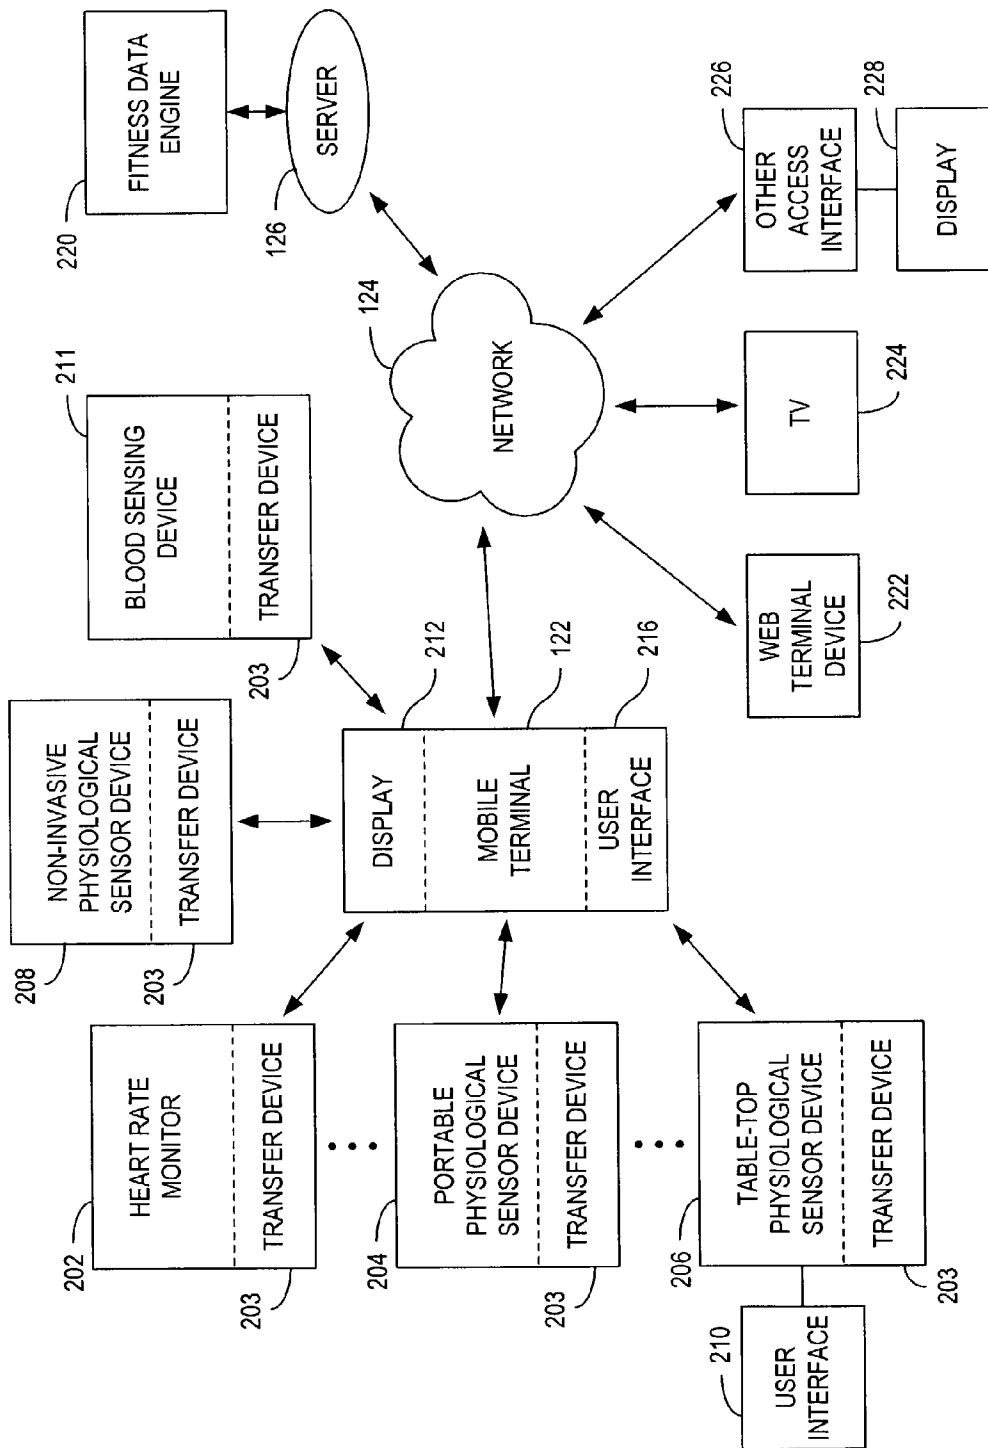 220
FITNESS DATA
ENGINE
126
SERVER
211
BLOOD SENSING
DEVICE
TRANSFER DEVICE
203
124
NETWORK
226
OTHER
ACCESS
INTERFACE
228
DISPLAY
TV
224
WEB
TERMINAL
DEVICE
222
208
NON-INVASIVE
PHYSIOLOGICAL
SENSOR DEVICE
203
TRANSFER DEVICE
DISPLAY
212
MOBILE
TERMINAL
122
USER
INTERFACE
216
202
HEART RATE
MONITOR
TRANSFER DEVICE
203
204
PORTABLE
PHYSIOLOGICAL
SENSOR DEVICE
TRANSFER DEVICE
203
206
TABLE-TOP
PHYSIOLOGICAL
SENSOR DEVICE
TRANSFER DEVICE
203
210
USER
INTERFACE